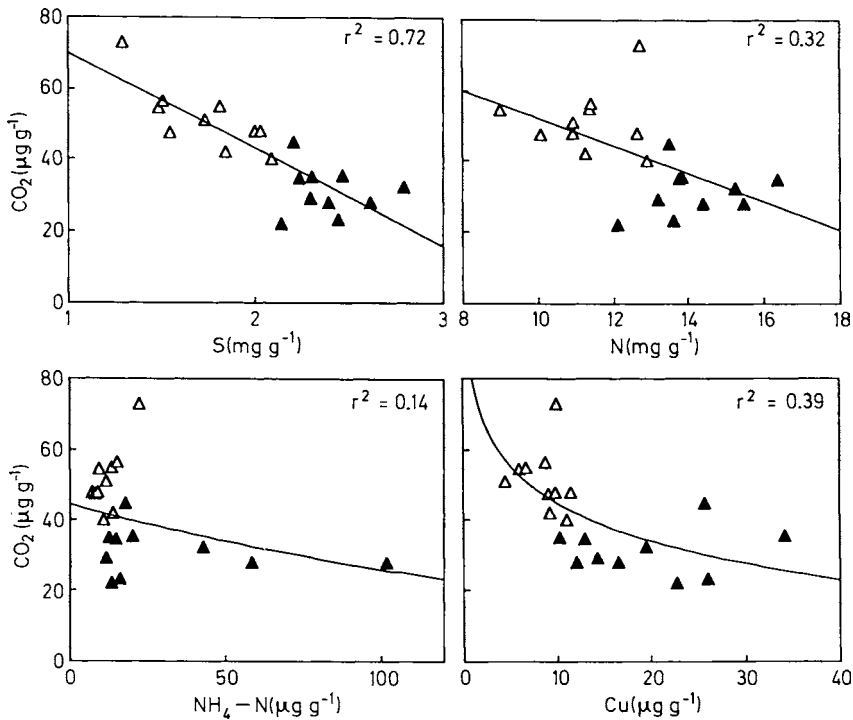 80
60
40
20
0
CO₂(μg g⁻¹)
r² = 0.72
1
2
3
S(mg g⁻¹)
r² = 0.32
8
10
12
14
16
18
N(mg g⁻¹)
80
60
40
20
0
CO₂(μg g⁻¹)
r² = 0.14
0
50
100
NH₄–N(μg g⁻¹)
r² = 0.39
0
10
20
30
40
Cu(μg g⁻¹)